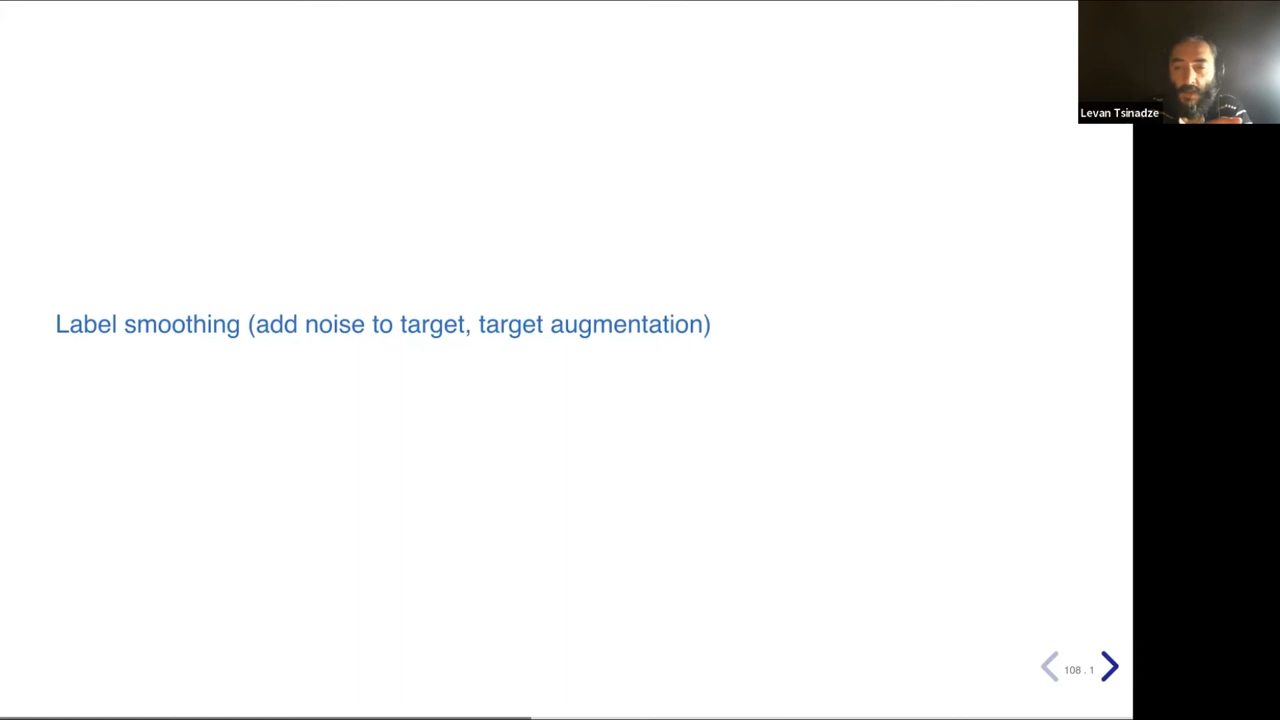 Levan Tsinadze
Label smoothing (add noise to target, target augmentation)
108 . 1